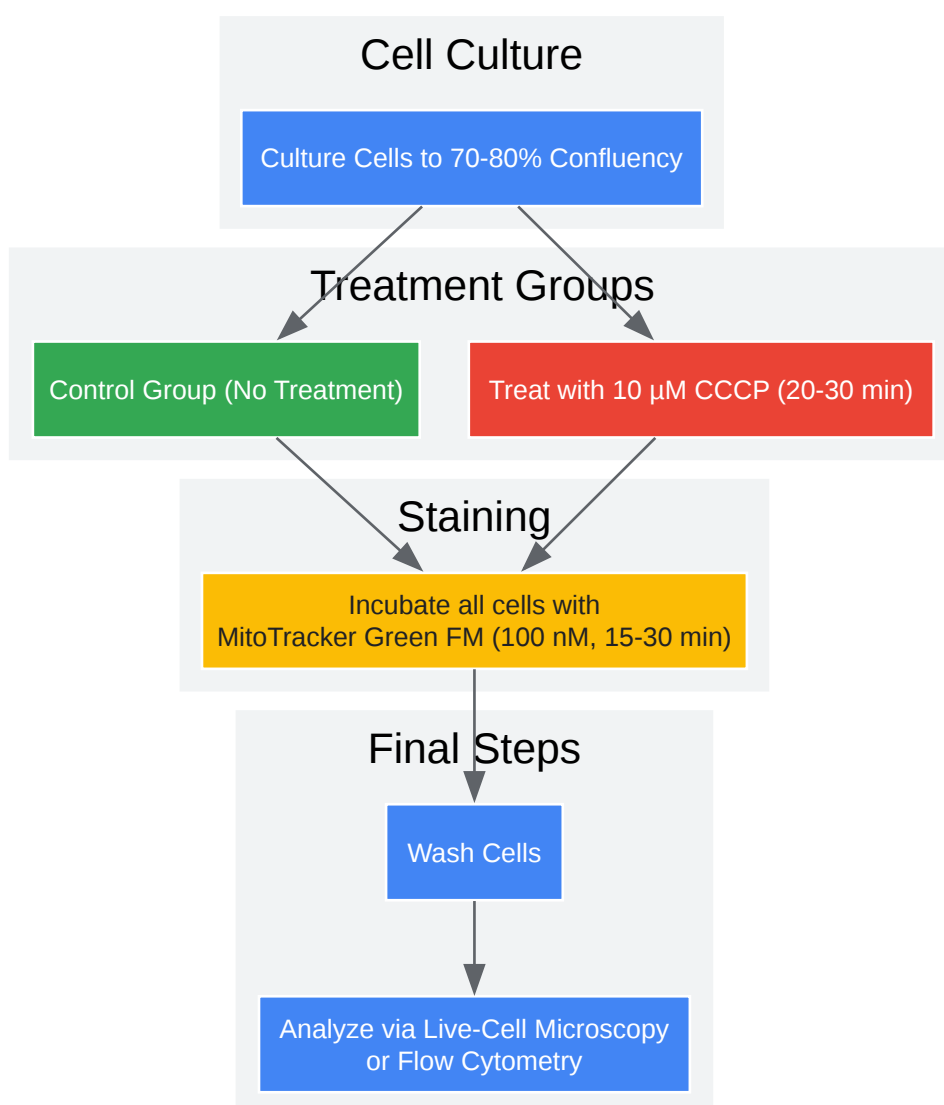 Cell Culture
Culture Cells to 70-80% Confluency
Treatment Groups
Control Group (No Treatment)
Treat with 10 µM CCCP (20-30 min)
Staining
Incubate all cells with
MitoTracker Green FM (100 nM, 15-30 min)
Final Steps
Wash Cells
Analyze via Live-Cell Microscopy
or Flow Cytometry